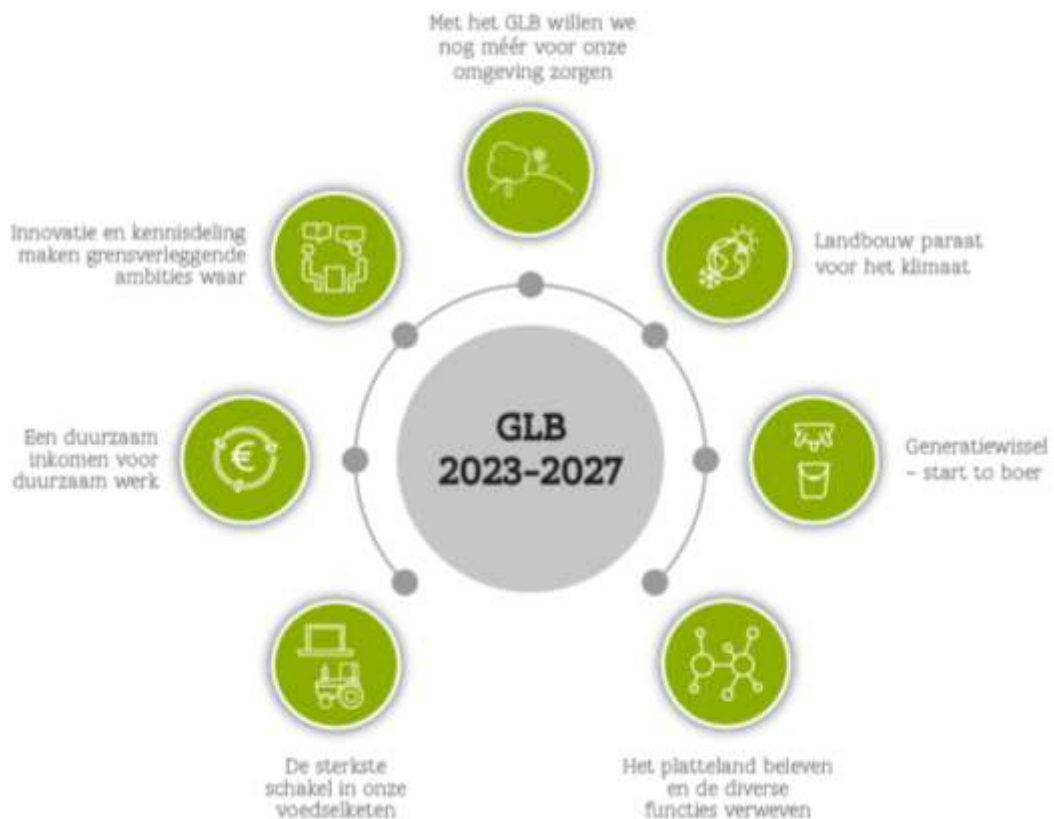 Met het GLB willen we
nog méér voor onze
omgeving zorgen
Innovatie en kennisdeling
maken grensverleggende
ambities waar
Landbouw paraat
voor het klimaat
GLB
2023-2027
Een duurzaam
inkomen voor
duurzaam werk
Generatiewissel
– start to boer
De sterkste
schakel in onze
voedselketen
Het platteland beleven
en de diverse
functies verweven
€